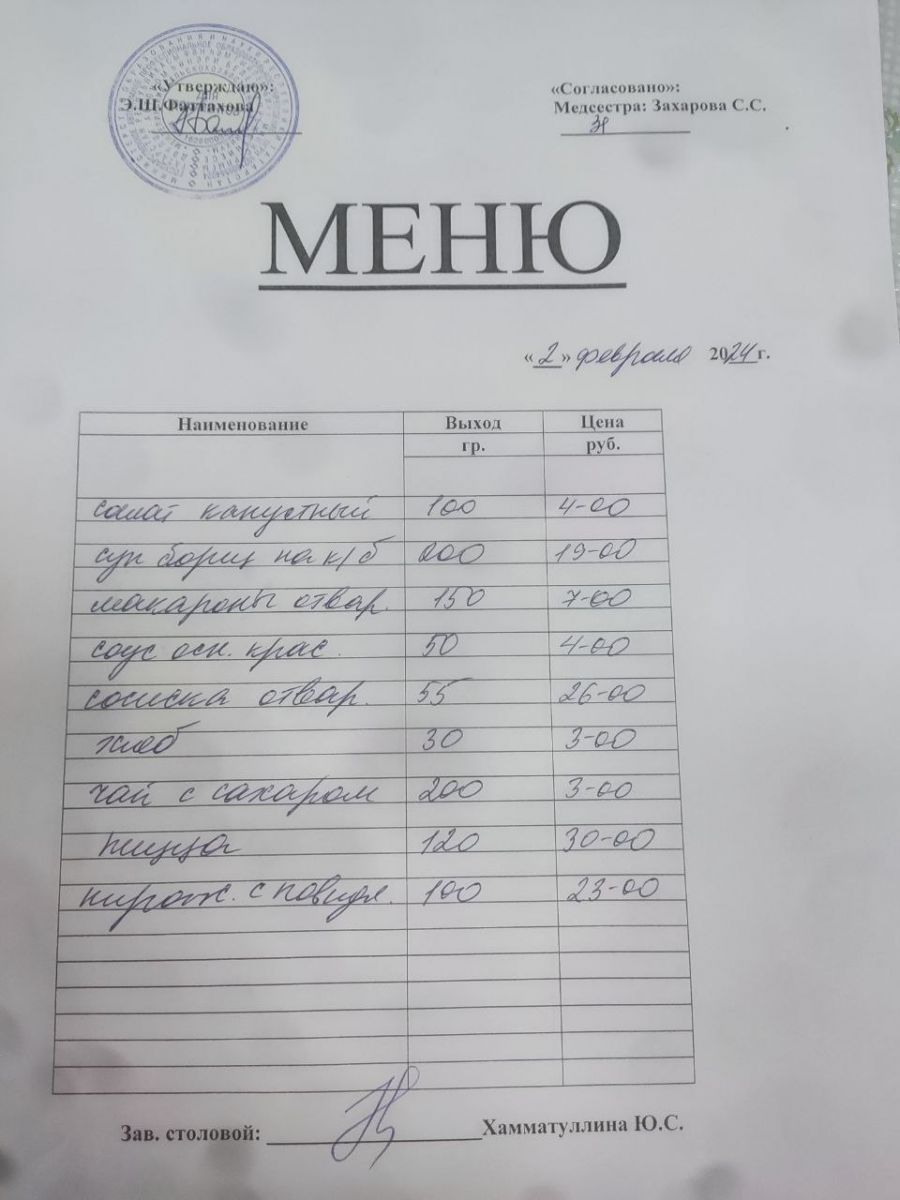 «Утверждаю»:
Э.Ш.Фаттахова
«Согласовано»:
Медсестра: Захарова С.С.
МЕНЮ
«2» февраля 2024 г.
Наименование Выход Цена
гр. руб.
салат капустный 100 4-00
суп борщ на к/б 200 19-00
макароны отвар. 150 7-00
соус осн. крас. 50 4-00
сосиска отвар. 55 26-00
хлеб 30 3-00
чай с сахаром 200 3-00
пицца 120 30-00
пирож. с повидл. 100 23-00
Зав. столовой: Хамматуллина Ю.С.